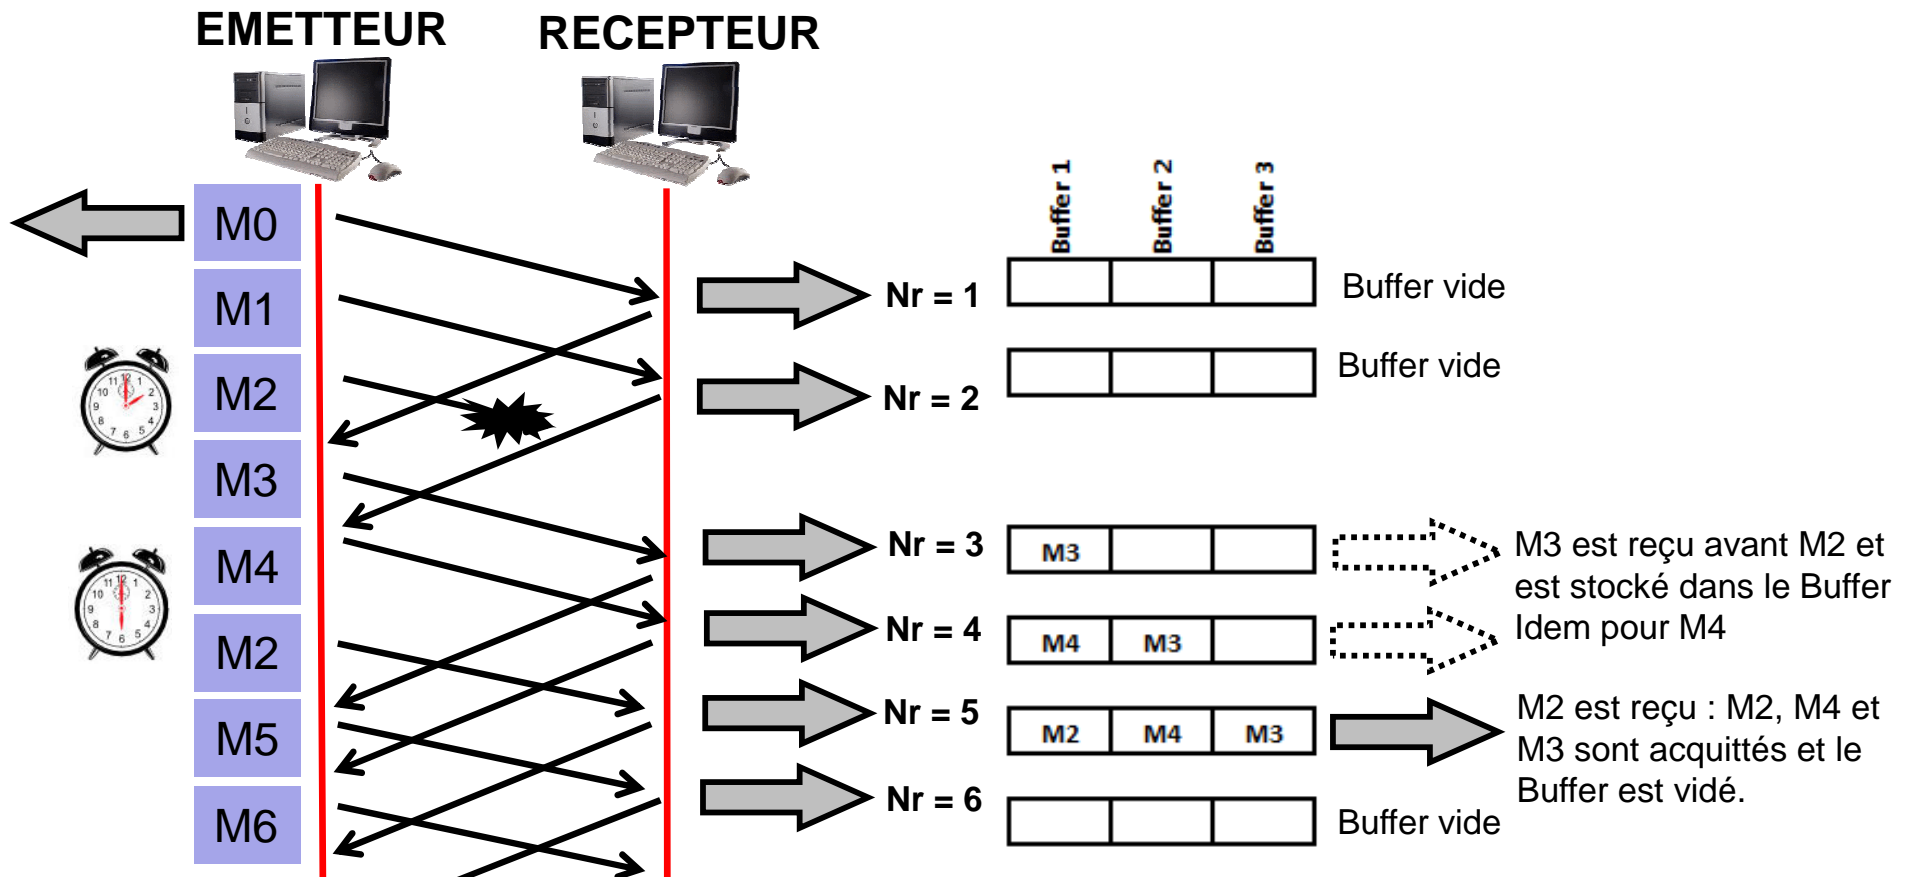 EMETTEUR
RECEPTEUR
Buffer 1
Buffer 2
Buffer 3
M0
M1
M2
M3
M4
M2
M5
M6
Nr = 1
Buffer vide
Nr = 2
Buffer vide
Nr = 3
M3
M3 est reçu avant M2 et
est stocké dans le Buffer
Idem pour M4
Nr = 4
M4 M3
Nr = 5
M2 M4 M3
M2 est reçu : M2, M4 et
M3 sont acquittés et le
Buffer est vidé.
Nr = 6
Buffer vide